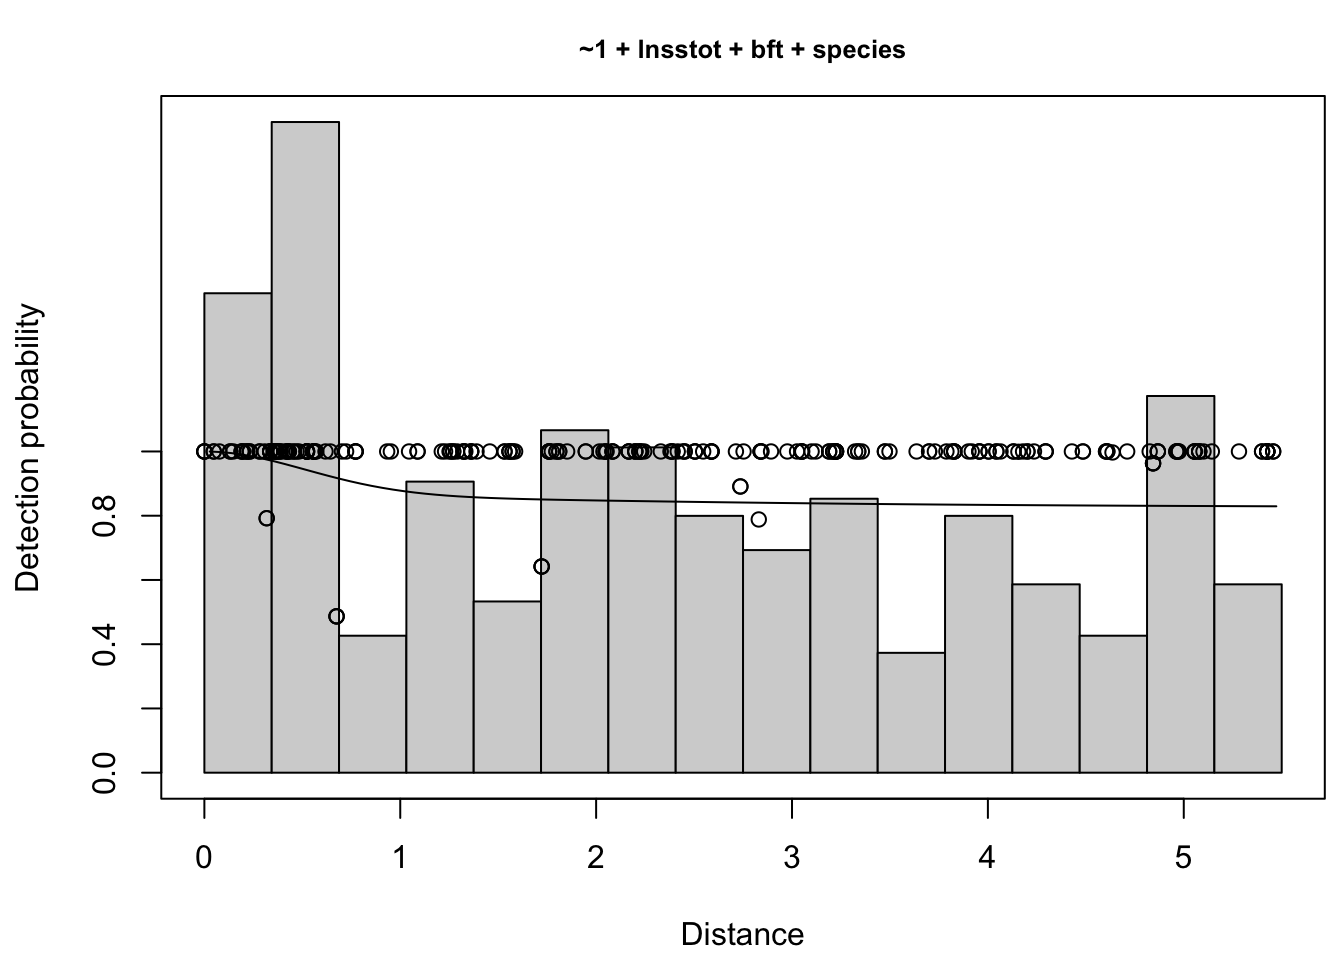 ~1 + lnsstot + bft + species
Detection probability
0.8
0.4
0.0
0 1 2 3 4 5
Distance